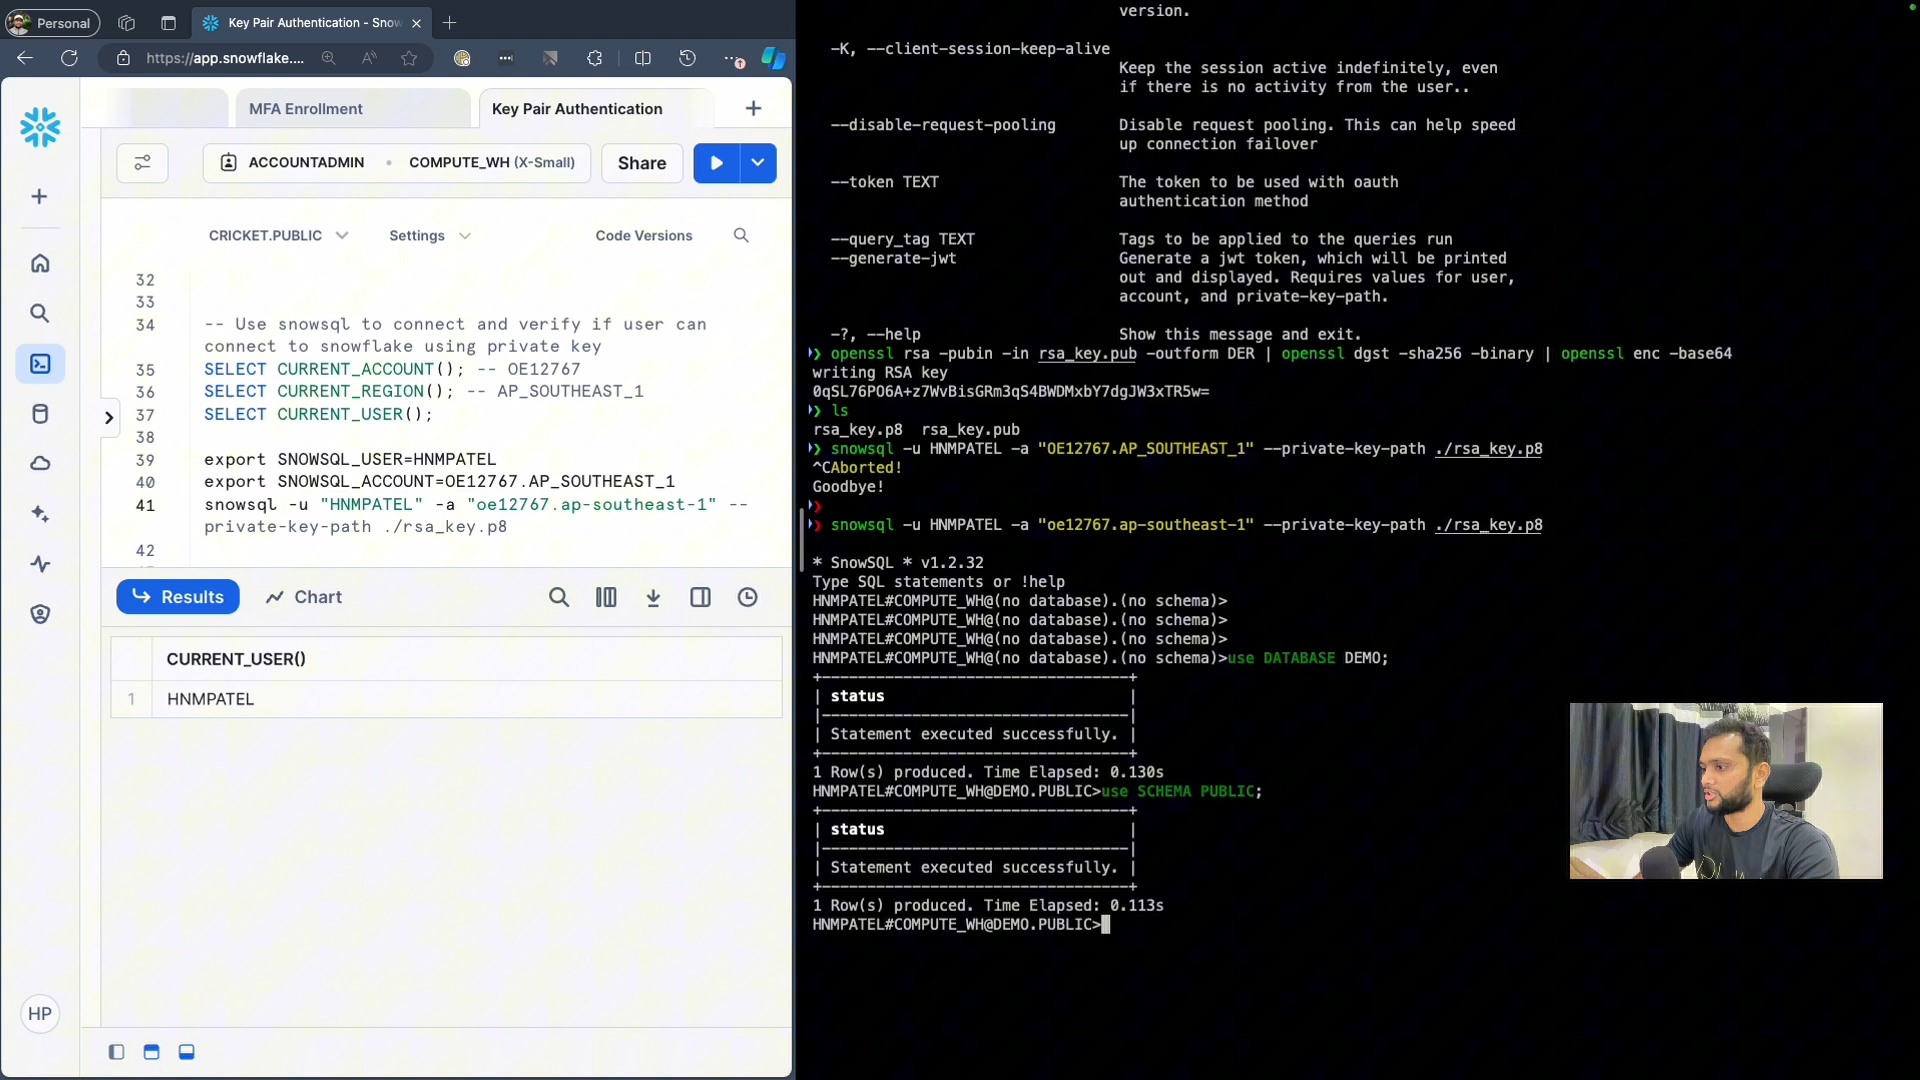 Personal
Key Pair Authentication - Snow
https://app.snowflake....
MFA Enrollment
Key Pair Authentication
ACCOUNTADMIN
COMPUTE_WH (X-Small)
Share
CRICKET.PUBLIC
Settings
Code Versions
32
33
34 -- Use snowsql to connect and verify if user can
connect to snowflake using private key
35 SELECT CURRENT_ACCOUNT(); -- OE12767
36 SELECT CURRENT_REGION(); -- AP_SOUTHEAST_1
37 SELECT CURRENT_USER();
38
39 export SNOWSQL_USER=HNMPATEL
40 export SNOWSQL_ACCOUNT=OE12767.AP_SOUTHEAST_1
41 snowsql -u "HNMPATEL" -a "oe12767.ap-southeast-1" --
private-key-path ./rsa_key.p8
42
Results
Chart
CURRENT_USER()
1 HNMPATEL
HP
version.
-K, --client-session-keep-alive
Keep the session active indefinitely, even
if there is no activity from the user..
--disable-request-pooling Disable request pooling. This can help speed
up connection failover
--token TEXT The token to be used with oauth
authentication method
--query_tag TEXT Tags to be applied to the queries run
--generate-jwt Generate a jwt token, which will be printed
out and displayed. Requires values for user,
account, and private-key-path.
-?, --help Show this message and exit.
❯ openssl rsa -pubin -in rsa_key.pub -outform DER | openssl dgst -sha256 -binary | openssl enc -base64
writing RSA key
0qSL76PO6A+z7WvBisGRm3qS4BWDMxbY7dgJW3xTR5w=
❯ ls
rsa_key.p8 rsa_key.pub
❯ snowsql -u HNMPATEL -a "OE12767.AP_SOUTHEAST_1" --private-key-path ./rsa_key.p8
^CAborted!
Goodbye!
❯
❯ snowsql -u HNMPATEL -a "oe12767.ap-southeast-1" --private-key-path ./rsa_key.p8
* SnowSQL * v1.2.32
Type SQL statements or !help
HNMPATEL#COMPUTE_WH@(no database).(no schema)>
HNMPATEL#COMPUTE_WH@(no database).(no schema)>
HNMPATEL#COMPUTE_WH@(no database).(no schema)>
HNMPATEL#COMPUTE_WH@(no database).(no schema)>use DATABASE DEMO;
+----------------------------------+
| status |
|----------------------------------|
| Statement executed successfully. |
+----------------------------------+
1 Row(s) produced. Time Elapsed: 0.130s
HNMPATEL#COMPUTE_WH@DEMO.PUBLIC>use SCHEMA PUBLIC;
+----------------------------------+
| status |
|----------------------------------|
| Statement executed successfully. |
+----------------------------------+
1 Row(s) produced. Time Elapsed: 0.113s
HNMPATEL#COMPUTE_WH@DEMO.PUBLIC>